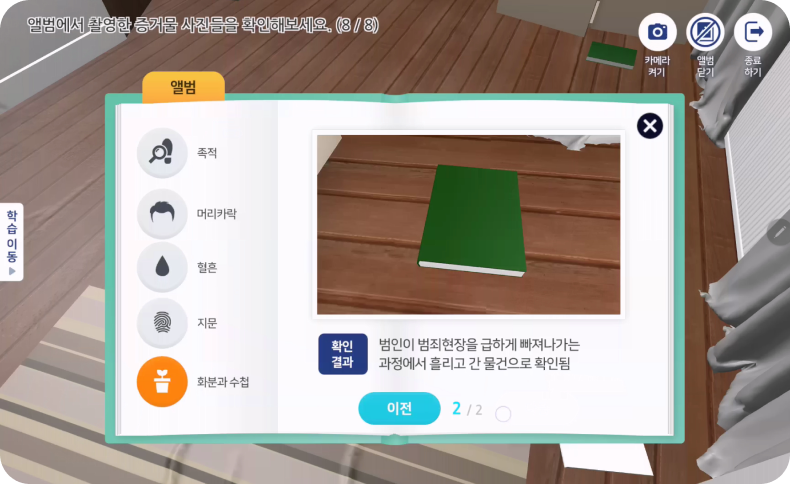 앨범에서 촬영한 증거물 사진들을 확인해보세요. (8 / 8)
카메라
켜기
앨범
닫기
종료
하기
앨범
족적
머리카락
혈흔
지문
화분과 수첩
학습이동
확인
결과
범인이 범죄현장을 급하게 빠져나가는
과정에서 흘리고 간 물건으로 확인됨
이전
2 / 2